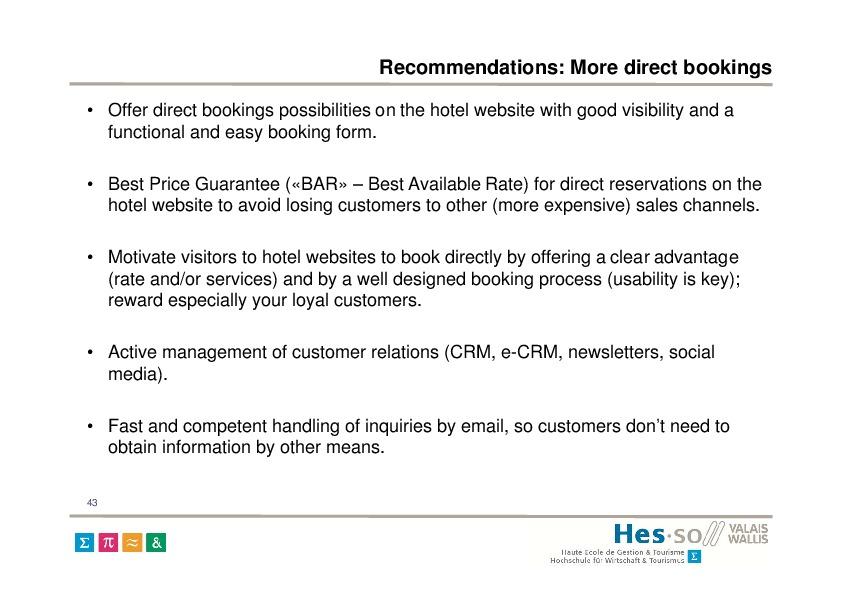 Recommendations: More direct bookings
• Offer direct bookings possibilities on the hotel website with good visibility and a
functional and easy booking form.
• Best Price Guarantee («BAR» – Best Available Rate) for direct reservations on the
hotel website to avoid losing customers to other (more expensive) sales channels.
• Motivate visitors to hotel websites to book directly by offering a clear advantage
(rate and/or services) and by a well designed booking process (usability is key);
reward especially your loyal customers.
• Active management of customer relations (CRM, e-CRM, newsletters, social
media).
• Fast and competent handling of inquiries by email, so customers don’t need to
obtain information by other means.
43
Σ π ≈ &
Hes·so // VALAIS
WALLIS
Haute Ecole de Gestion & Tourisme
Hochschule für Wirtschaft & Tourismus Σ